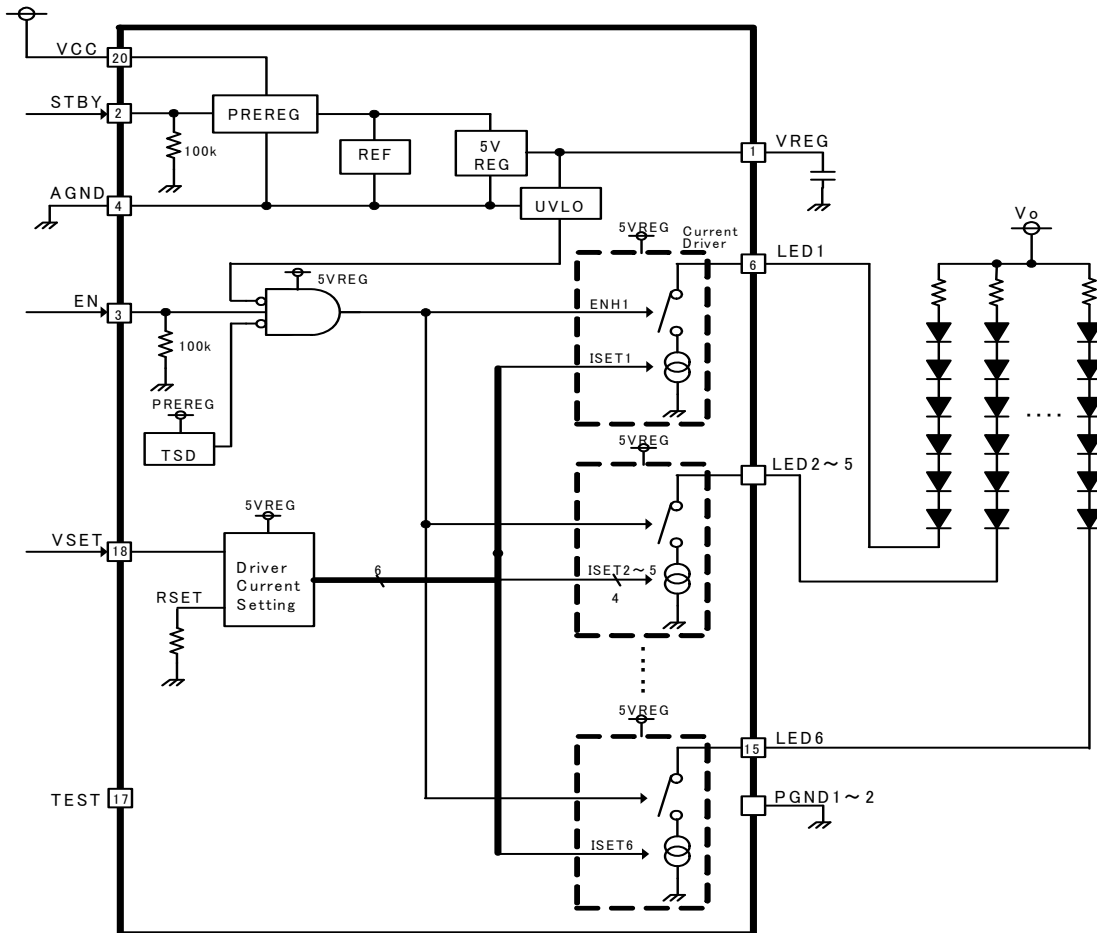 VCC
20
STBY
2
PREREG
100k
REF
5V
REG
1
VREG
AGND
4
UVLO
5VREG
Current
Driver
Vo
5VREG
6
LED1
EN
3
ENH1
100k
ISET1
PREREG
TSD
5VREG
LED2～5
5VREG
VSET
18
Driver
Current
Setting
6
ISET2～5
4
RSET
5VREG
15
LED6
TEST
17
PGND1～2
ISET6